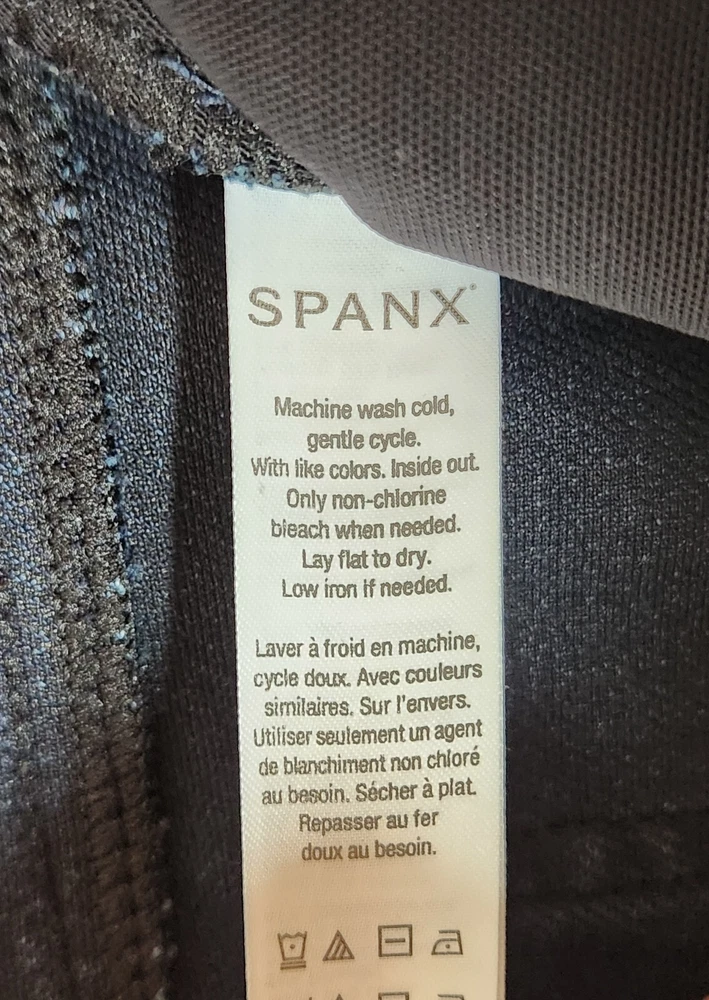 SPANX®
Machine wash cold,
gentle cycle.
With like colors. Inside out.
Only non-chlorine
bleach when needed.
Lay flat to dry.
Low iron if needed.
Laver à froid en machine,
cycle doux. Avec couleurs
similaires. Sur l'envers.
Utiliser seulement un agent
de blanchiment non chloré
au besoin. Sécher à plat.
Repasser au fer
doux au besoin.